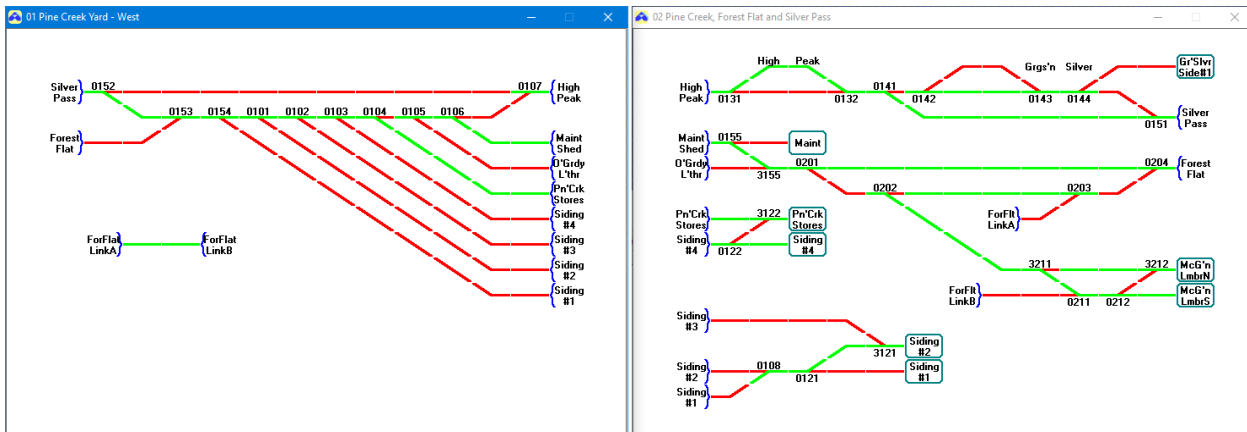 01 Pine Creek Yard - West
Silver
Pass
0152
0107
High
Peak
0153
0154
0101
0102
0103
0104
0105
0106
Forest
Flat
Maint
Shed
O'Grdy
L'thr
Pn'Crk
Stores
Siding
#4
ForFlat
LinkA
ForFlat
LinkB
Siding
#3
Siding
#2
Siding
#1
02 Pine Creek, Forest Flat and Silver Pass
High Peak
Grgs'n Silver
Gr'Slvr
Side#1
High
Peak
0131
0132
0141
0142
0143
0144
Silver
Pass
0151
Maint
Shed
0155
Maint
O'Grdy
L'thr
3155
0201
0204
Forest
Flat
0202
0203
Pn'Crk
Stores
3122
Pn'Crk
Stores
ForFlt
LinkA
Siding
#4
0122
Siding
#4
3211
3212
McG'n
LmbrN
ForFlt
LinkB
0211
0212
McG'n
LmbrS
Siding
#3
3121
Siding
#2
Siding
#2
0108
0121
Siding
#1
Siding
#1